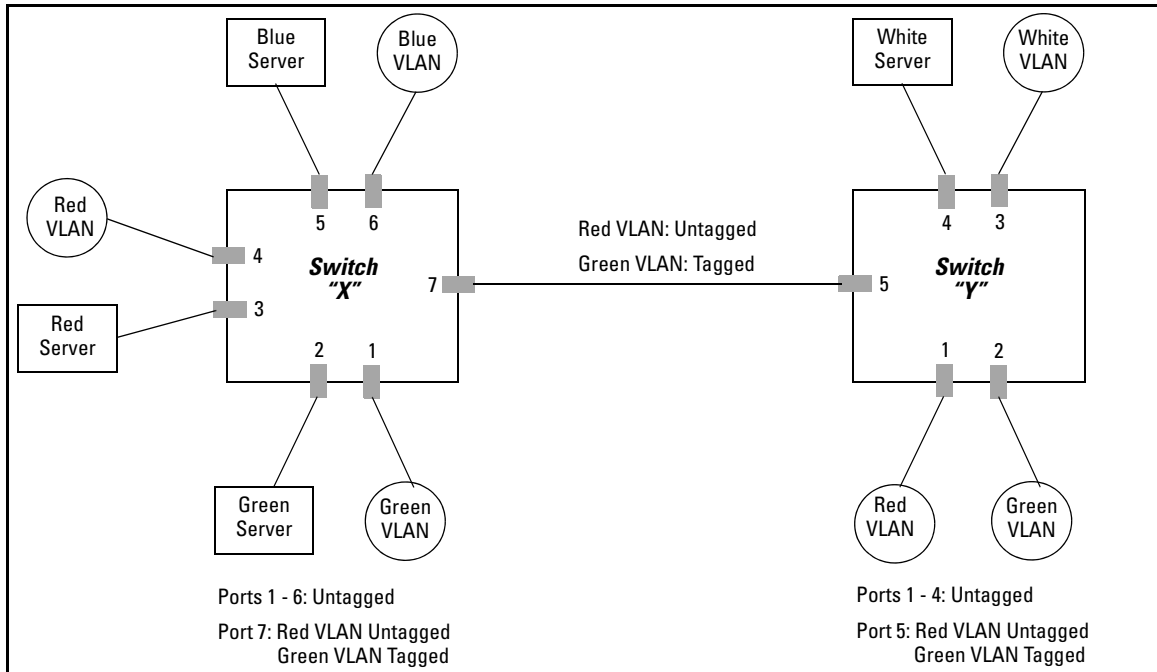 Blue
Server
Blue
VLAN
White
Server
White
VLAN
Red
VLAN
5
6
4
3
4
Switch
"X"
7
Red VLAN: Untagged
Green VLAN: Tagged
5
Switch
"Y"
3
Red
Server
2
1
1
2
Green
Server
Green
VLAN
Red
VLAN
Green
VLAN
Ports 1 - 6: Untagged
Port 7: Red VLAN Untagged
Green VLAN Tagged
Ports 1 - 4: Untagged
Port 5: Red VLAN Untagged
Green VLAN Tagged